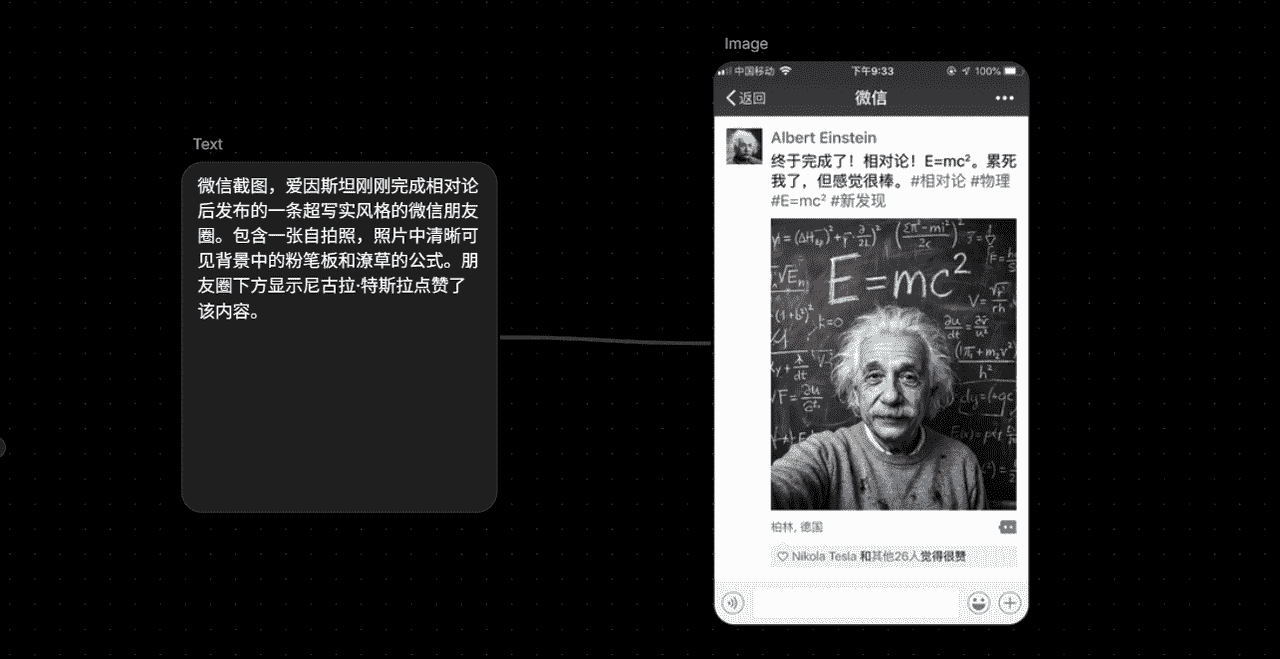 Text
微信截图，爱因斯坦刚刚完成相对论
后发布的一条超写实风格的微信朋友
圈。包含一张自拍照，照片中清晰可
见背景中的粉笔板和潦草的公式。朋
友圈下方显示尼古拉·特斯拉点赞了
该内容。
Image
中国移动 下午9:33 100%
返回 微信
Albert Einstein
终于完成了！相对论！E=mc²。累死
我了，但感觉很棒。#相对论 #物理
#E=mc² #新发现
E=mc²
柏林, 德国
Nikola Tesla 和其他26人觉得很赞